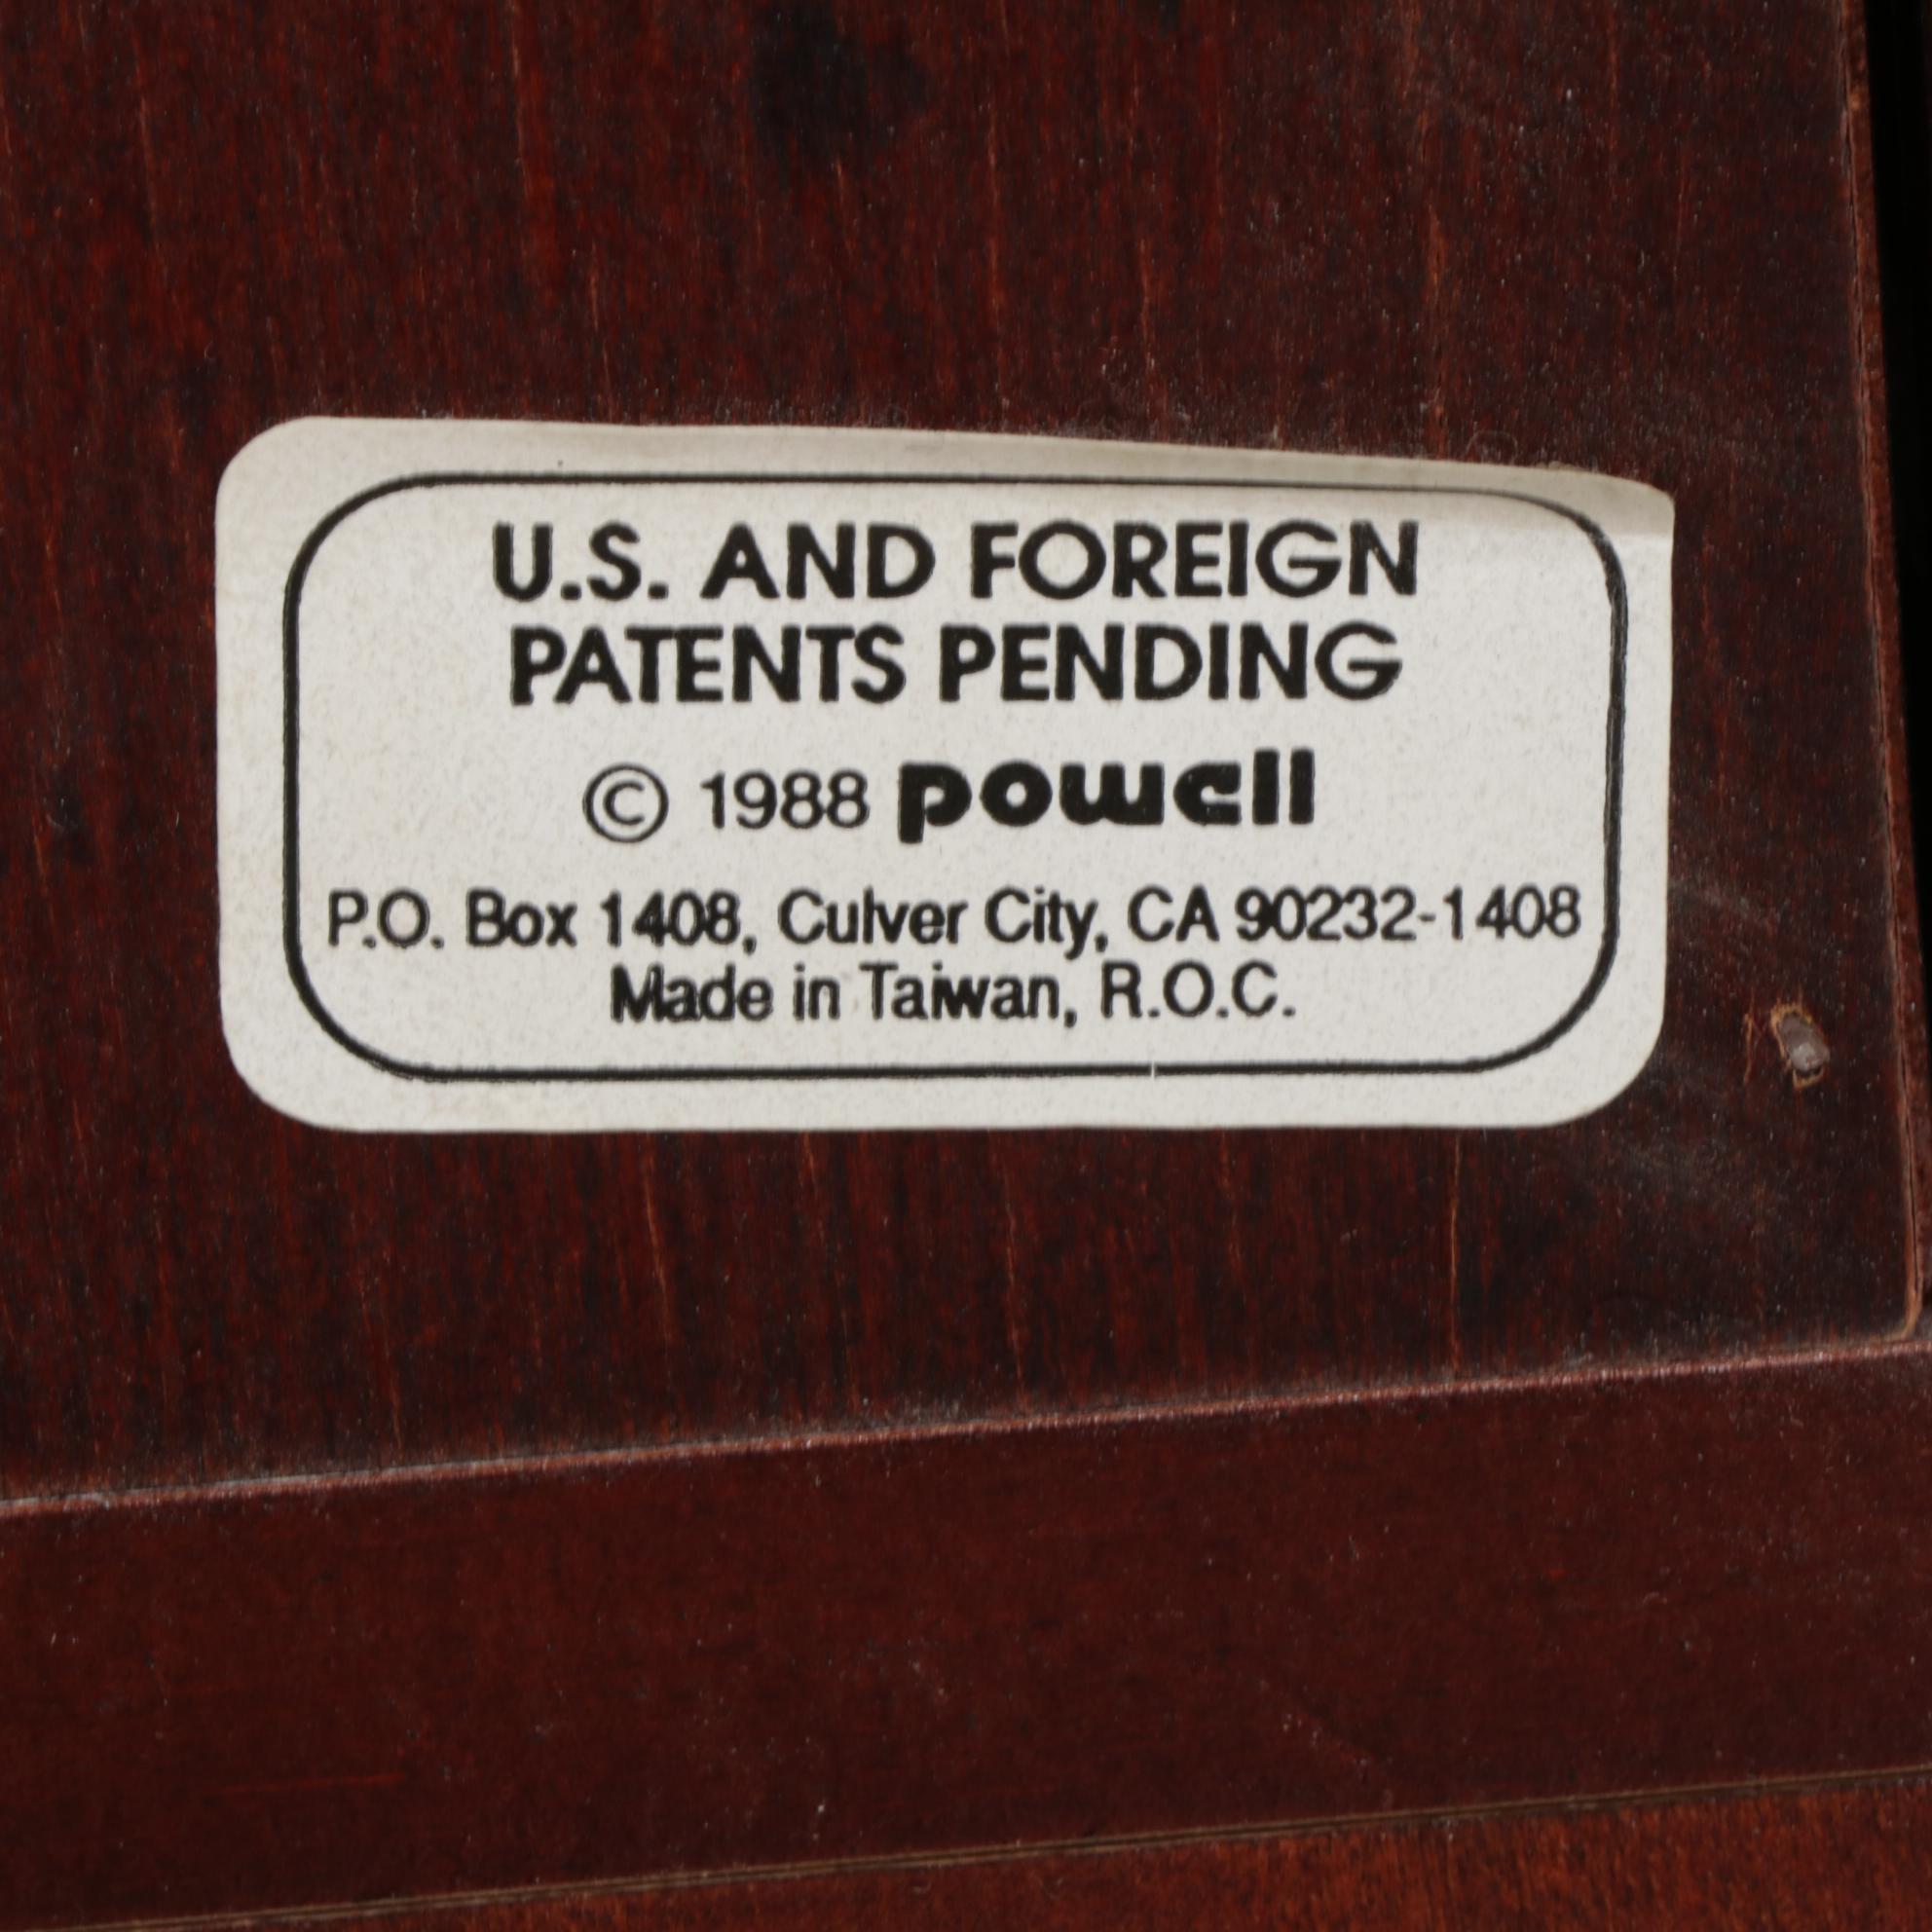 U.S. AND FOREIGN
PATENTS PENDING
© 1988 powell
P.O. Box 1408, Culver City, CA 90232-1408
Made in Taiwan, R.O.C.